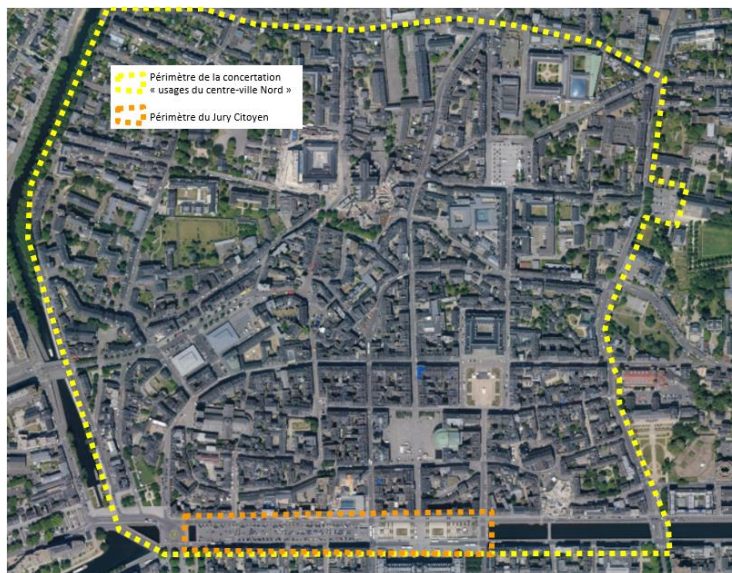 Périmètre de la concertation
« usages du centre-ville Nord »
Périmètre du Jury Citoyen